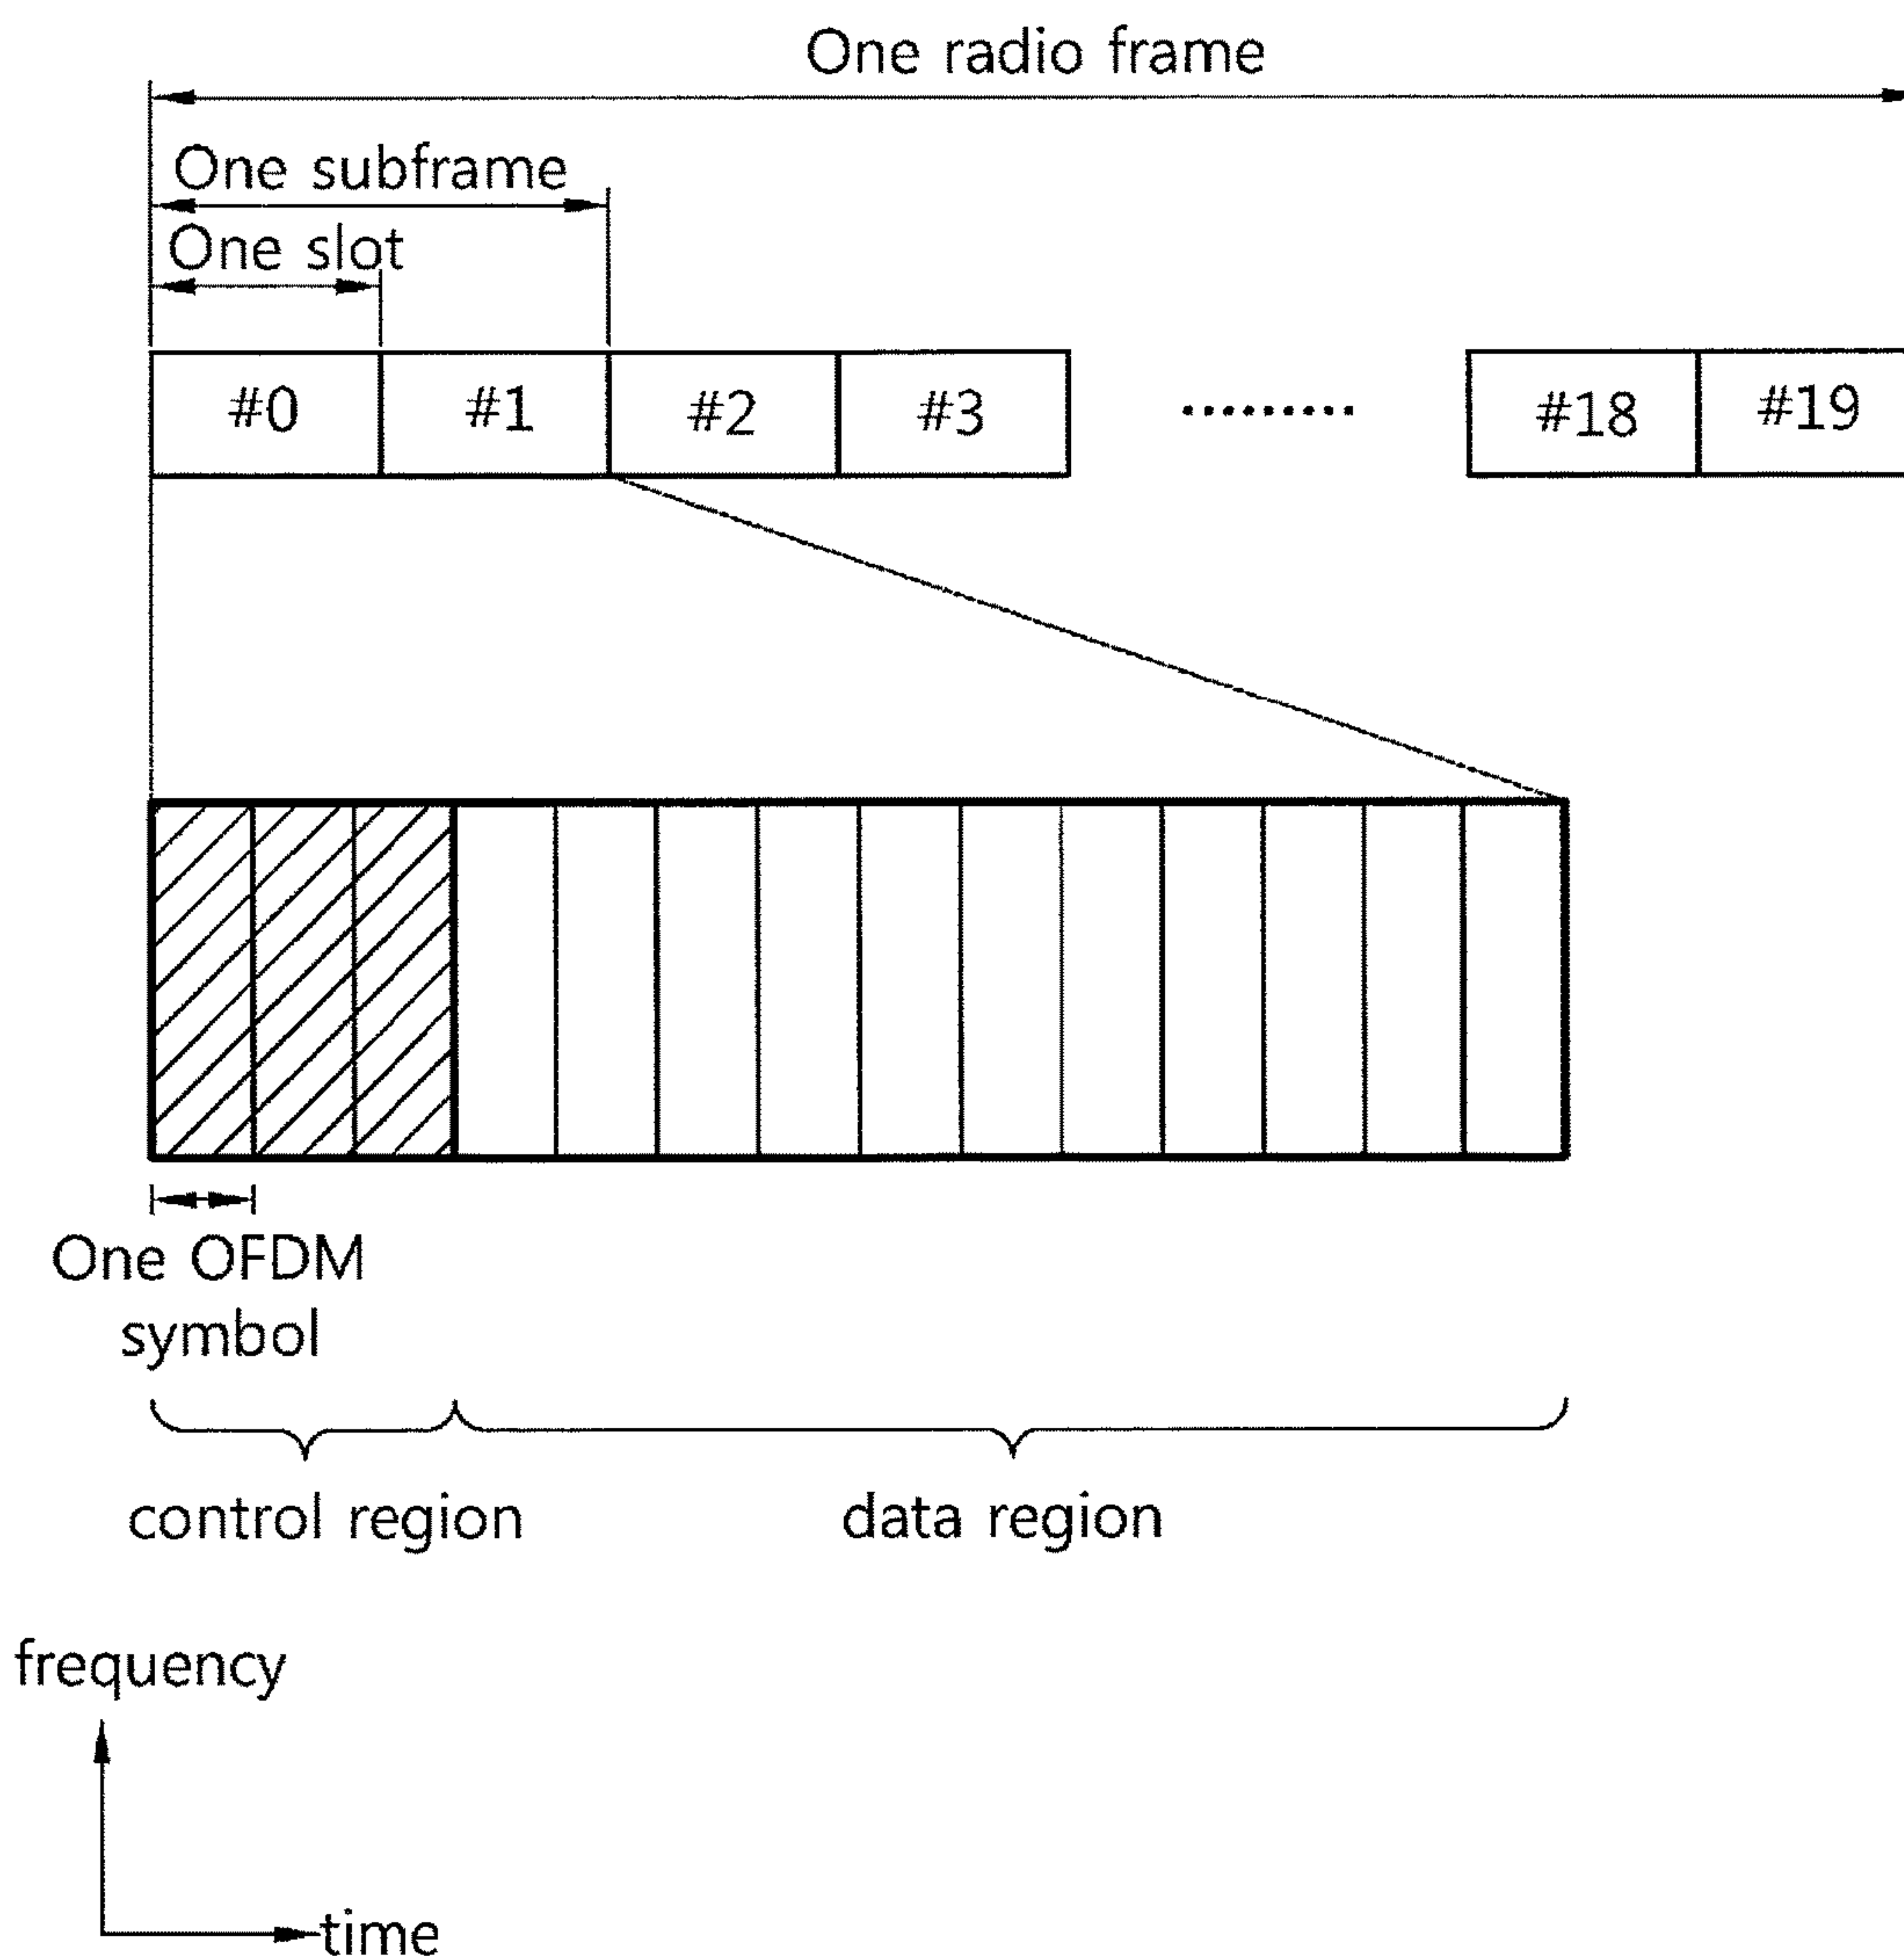 One radio frame
One subframe
One slot
#0 #1 #2 #3 ......... #18 #19
One OFDM
symbol
control region data region
frequency
time